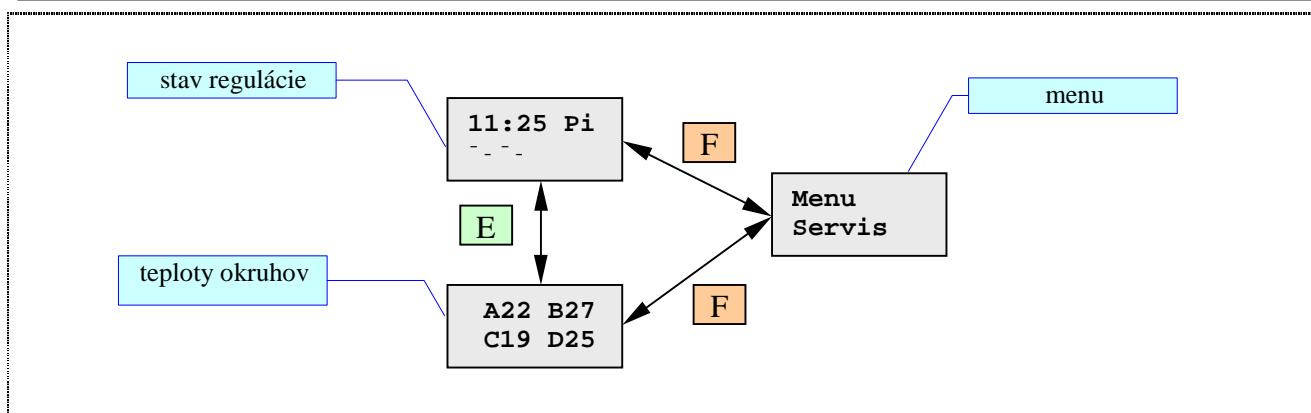 stav regulácie
menu
11:25 Pi
-_-_
F
Menu
Servis
E
teploty okruhov
A22 B27
C19 D25
F